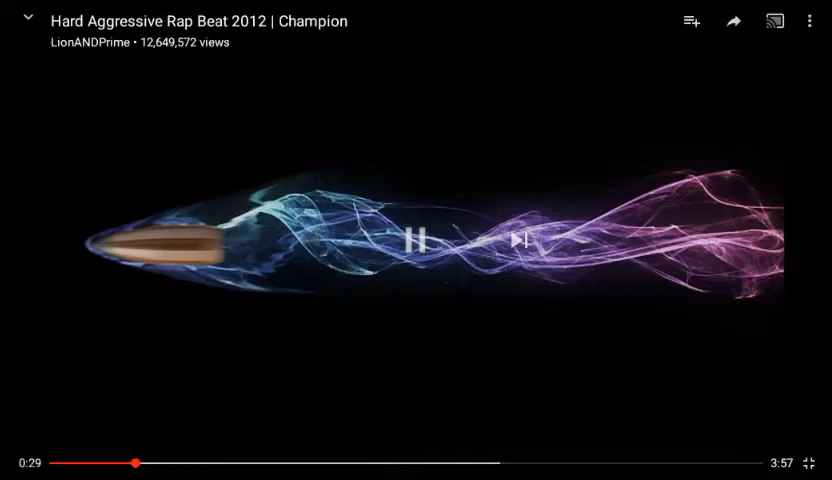 Hard Aggressive Rap Beat 2012 | Champion
LionANDPrime • 12,649,572 views
0:29
3:57